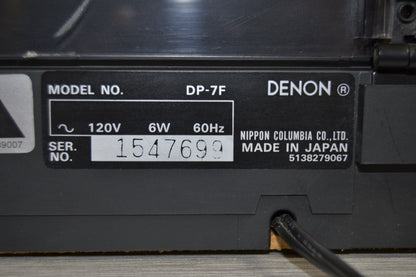 MODEL NO. DP-7F
DENON ®
~ 120V 6W 60Hz
SER. NO. 1547699
NIPPON COLUMBIA CO., LTD.
MADE IN JAPAN
5138279067
39007